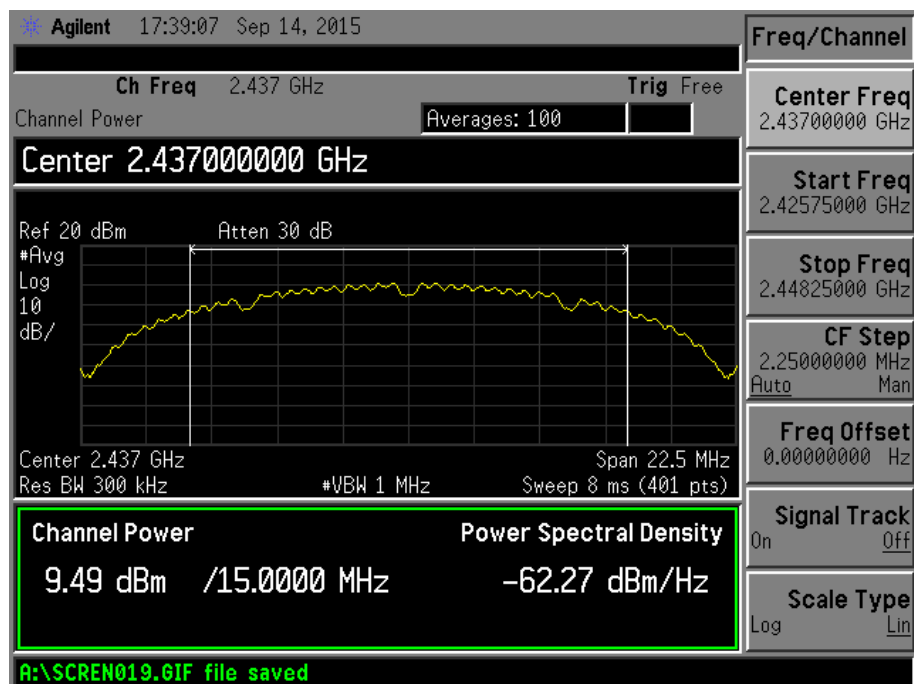 Agilent 17:39:07 Sep 14, 2015
Freq/Channel
Ch Freq 2.437 GHz Trig Free
Channel Power Averages: 100
Center 2.437000000 GHz
Ref 20 dBm Atten 30 dB
#Avg
Log
10
dB/
Center 2.437 GHz Span 22.5 MHz
Res BW 300 kHz #VBW 1 MHz Sweep 8 ms (401 pts)
Channel Power Power Spectral Density
9.49 dBm /15.0000 MHz -62.27 dBm/Hz
A:\SCREN019.GIF file saved
Center Freq
2.43700000 GHz
Start Freq
2.42575000 GHz
Stop Freq
2.44825000 GHz
CF Step
2.25000000 MHz
Auto Man
Freq Offset
0.00000000 Hz
Signal Track
On Off
Scale Type
Log Lin